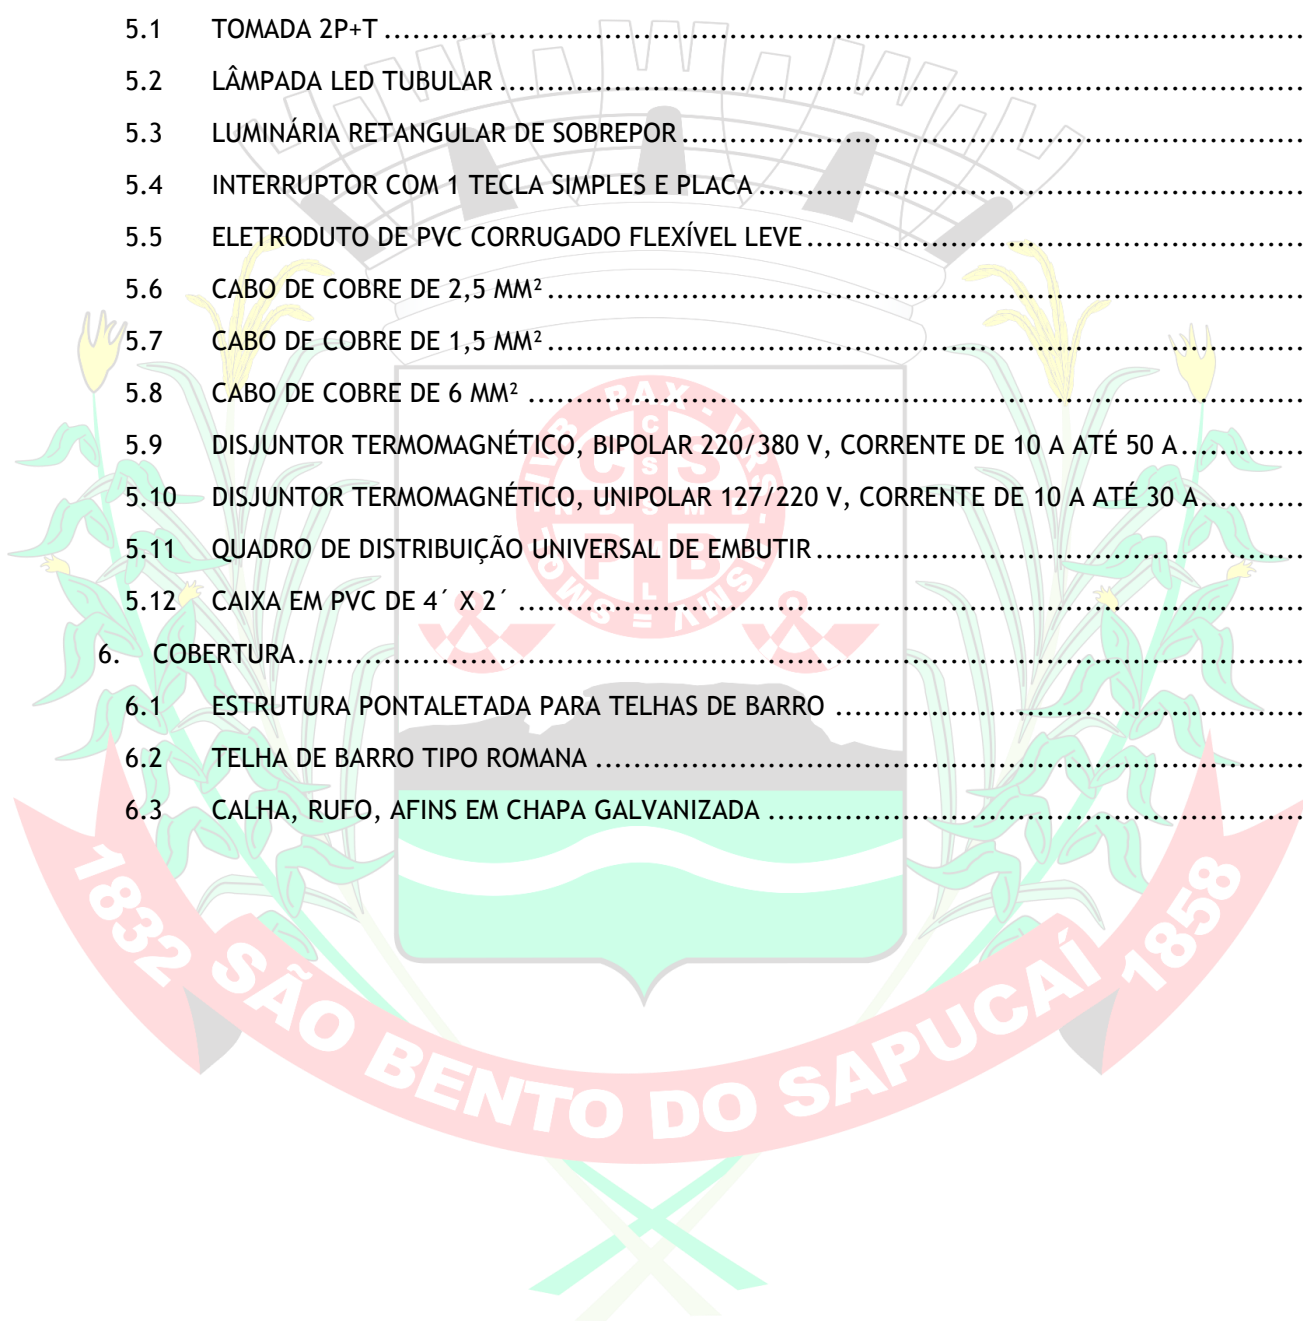 5.1 TOMADA 2P+T ........................................................................................................
5.2 LÂMPADA LED TUBULAR ........................................................................................
5.3 LUMINÁRIA RETANGULAR DE SOBREPOR ..................................................................
5.4 INTERRUPTOR COM 1 TECLA SIMPLES E PLACA .........................................................
5.5 ELETRODUTO DE PVC CORRUGADO FLEXÍVEL LEVE ....................................................
5.6 CABO DE COBRE DE 2,5 MM² ..................................................................................
5.7 CABO DE COBRE DE 1,5 MM² ..................................................................................
5.8 CABO DE COBRE DE 6 MM² ....................................................................................
5.9 DISJUNTOR TERMOMAGNÉTICO, BIPOLAR 220/380 V, CORRENTE DE 10 A ATÉ 50 A .............
5.10 DISJUNTOR TERMOMAGNÉTICO, UNIPOLAR 127/220 V, CORRENTE DE 10 A ATÉ 30 A ...........
5.11 QUADRO DE DISTRIBUIÇÃO UNIVERSAL DE EMBUTIR ..................................................
5.12 CAIXA EM PVC DE 4´ X 2´ .....................................................................................
6. COBERTURA ........................................................................................................
6.1 ESTRUTURA PONTALETADA PARA TELHAS DE BARRO .................................................
6.2 TELHA DE BARRO TIPO ROMANA ............................................................................
6.3 CALHA, RUFO, AFINS EM CHAPA GALVANIZADA .........................................................
1832 SÃO BENTO DO SAPUCAÍ 1858